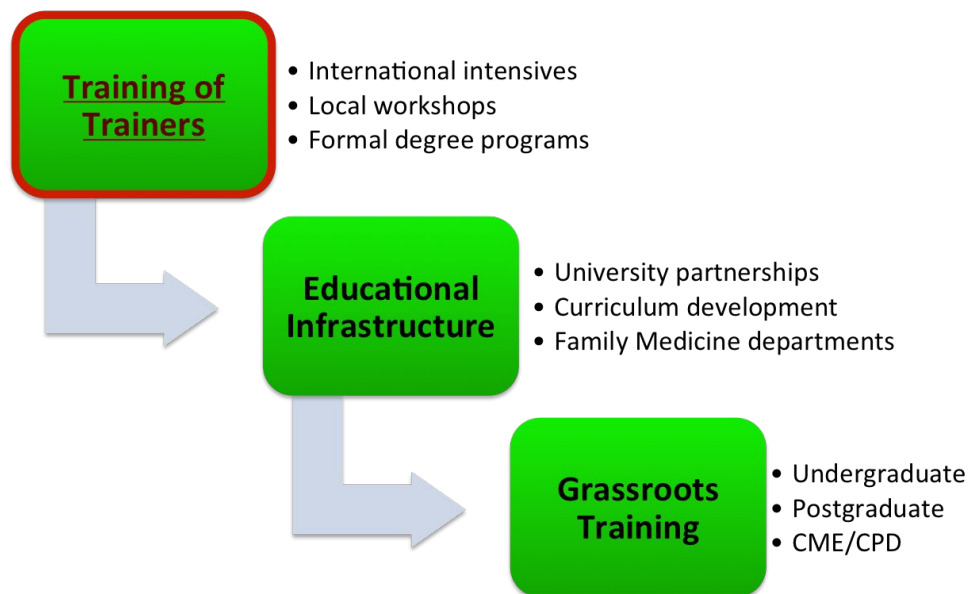 Training of
Trainers
• International intensives
• Local workshops
• Formal degree programs
Educational
Infrastructure
• University partnerships
• Curriculum development
• Family Medicine departments
Grassroots
Training
• Undergraduate
• Postgraduate
• CME/CPD